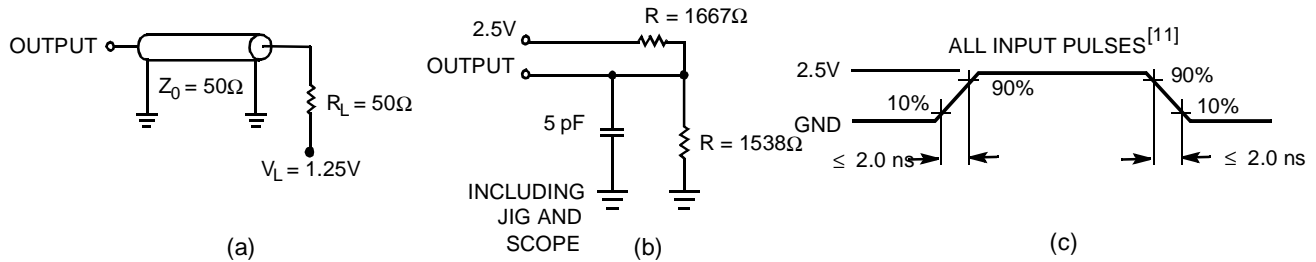 OUTPUT
Z0 = 50Ω
RL = 50Ω
VL = 1.25V
(a)
R = 1667Ω
2.5V
OUTPUT
5 pF
R = 1538Ω
INCLUDING
JIG AND
SCOPE
(b)
ALL INPUT PULSES[11]
2.5V
GND
10%
90%
90%
10%
≤ 2.0 ns
≤ 2.0 ns
(c)